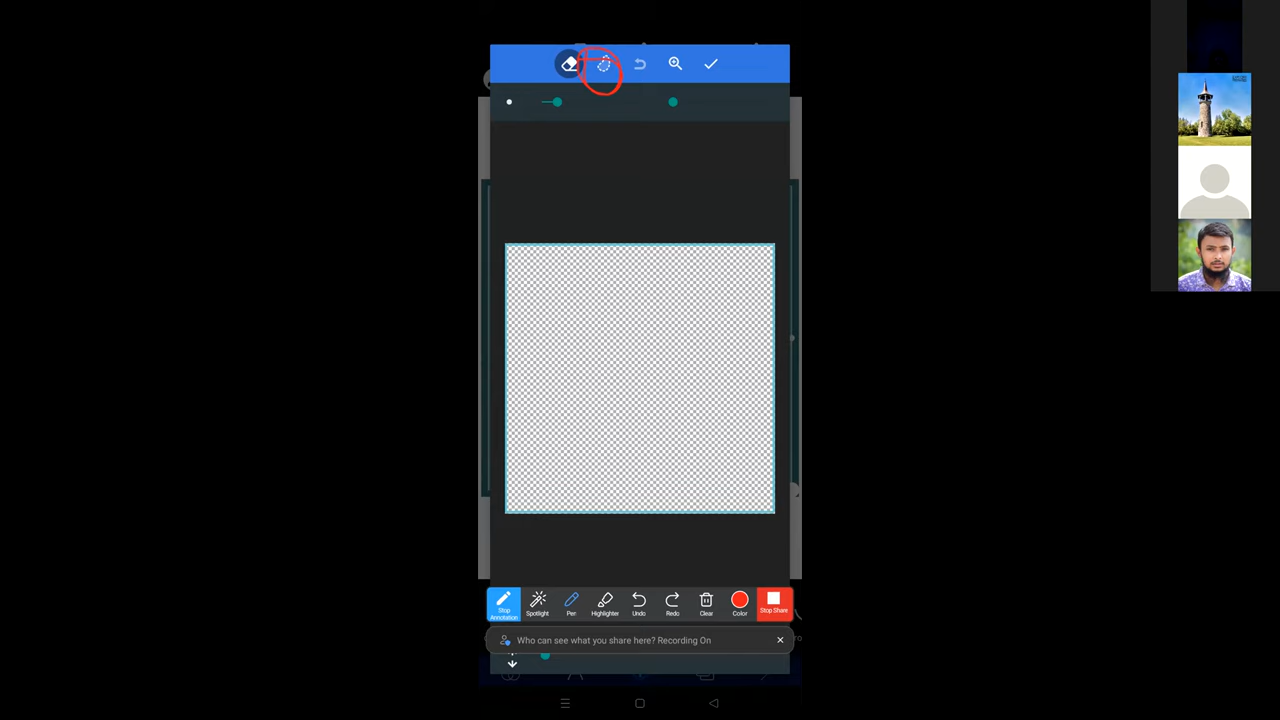 Stop
Annotation
Spotlight
Pen
Highlighter
Undo
Redo
Clear
Color
Stop Share
Who can see what you share here? Recording On